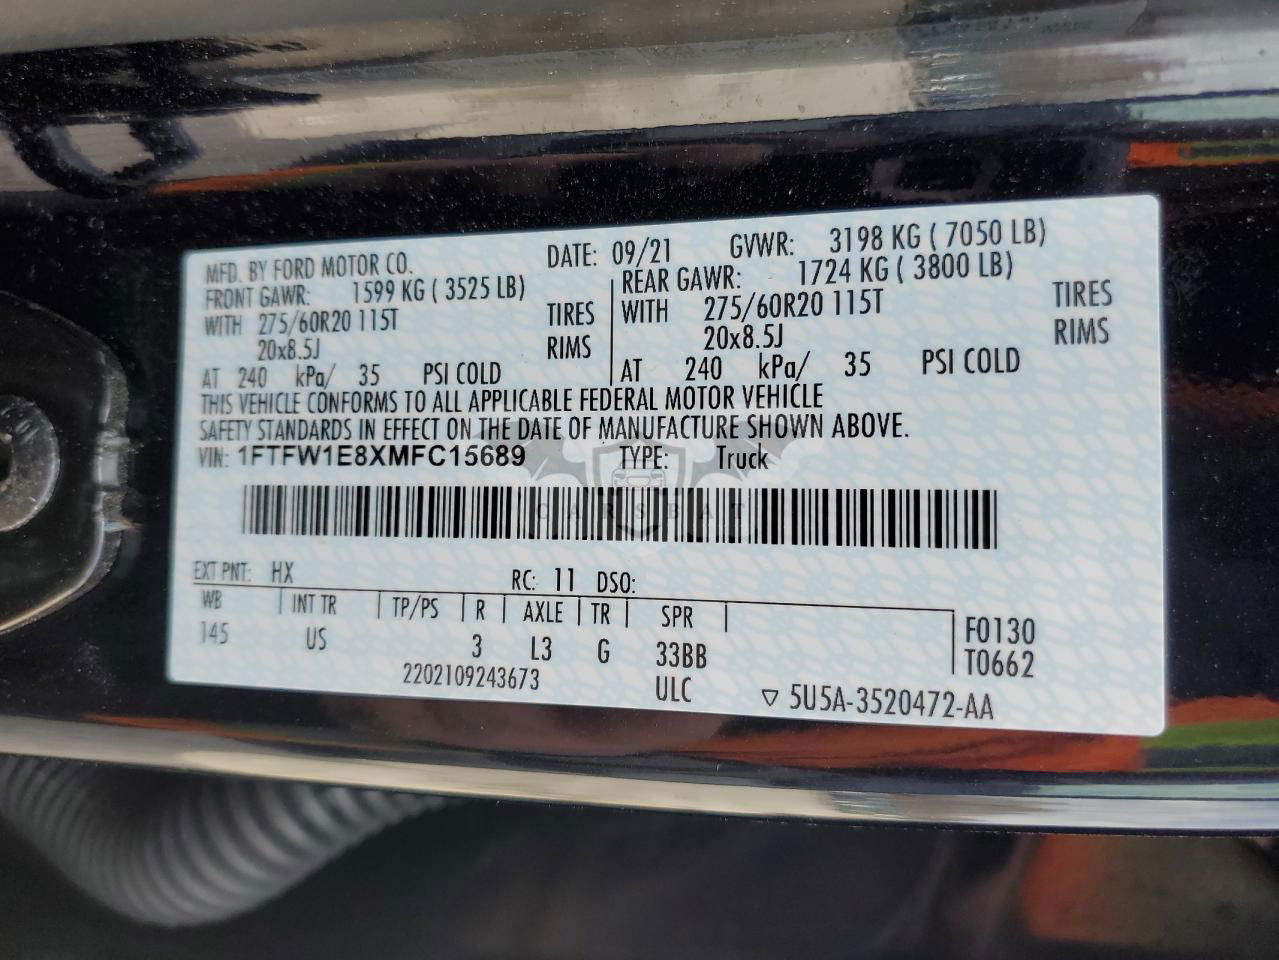 MFD. BY FORD MOTOR CO. DATE: 09/21 GVWR: 3198 KG ( 7050 LB)
FRONT GAWR: 1599 KG ( 3525 LB) REAR GAWR: 1724 KG ( 3800 LB)
WITH 275/60R20 115T TIRES WITH 275/60R20 115T TIRES
20x8.5J RIMS 20x8.5J RIMS
AT 240 kPa/ 35 PSI COLD AT 240 kPa/ 35 PSI COLD
THIS VEHICLE CONFORMS TO ALL APPLICABLE FEDERAL MOTOR VEHICLE
SAFETY STANDARDS IN EFFECT ON THE DATE OF MANUFACTURE SHOWN ABOVE.
VIN: 1FTFW1E8XMFC15689 TYPE: Truck
CARSBAT
EXT PNT: HX RC: 11 DSO:
WB INT TR TP/PS R AXLE TR SPR F0130
145 US 3 L3 G 33BB T0662
2202109243673 ULC ▽ 5U5A-3520472-AA